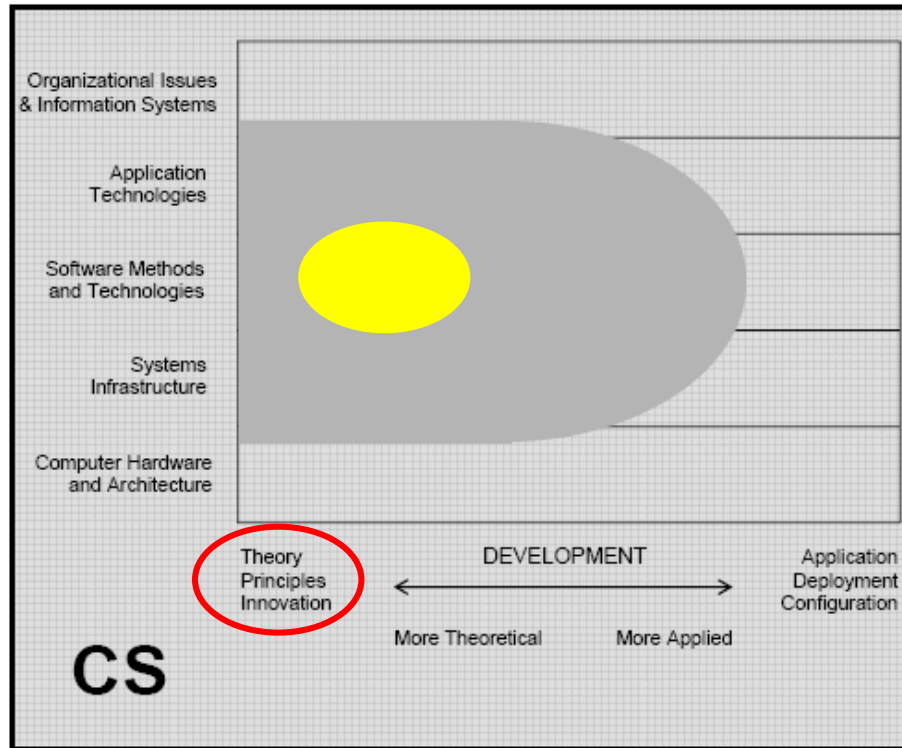 Organizational Issues
& Information Systems
Application
Technologies
Software Methods
and Technologies
Systems
Infrastructure
Computer Hardware
and Architecture
Theory
Principles
Innovation
DEVELOPMENT
More Theoretical
More Applied
Application
Deployment
Configuration
CS